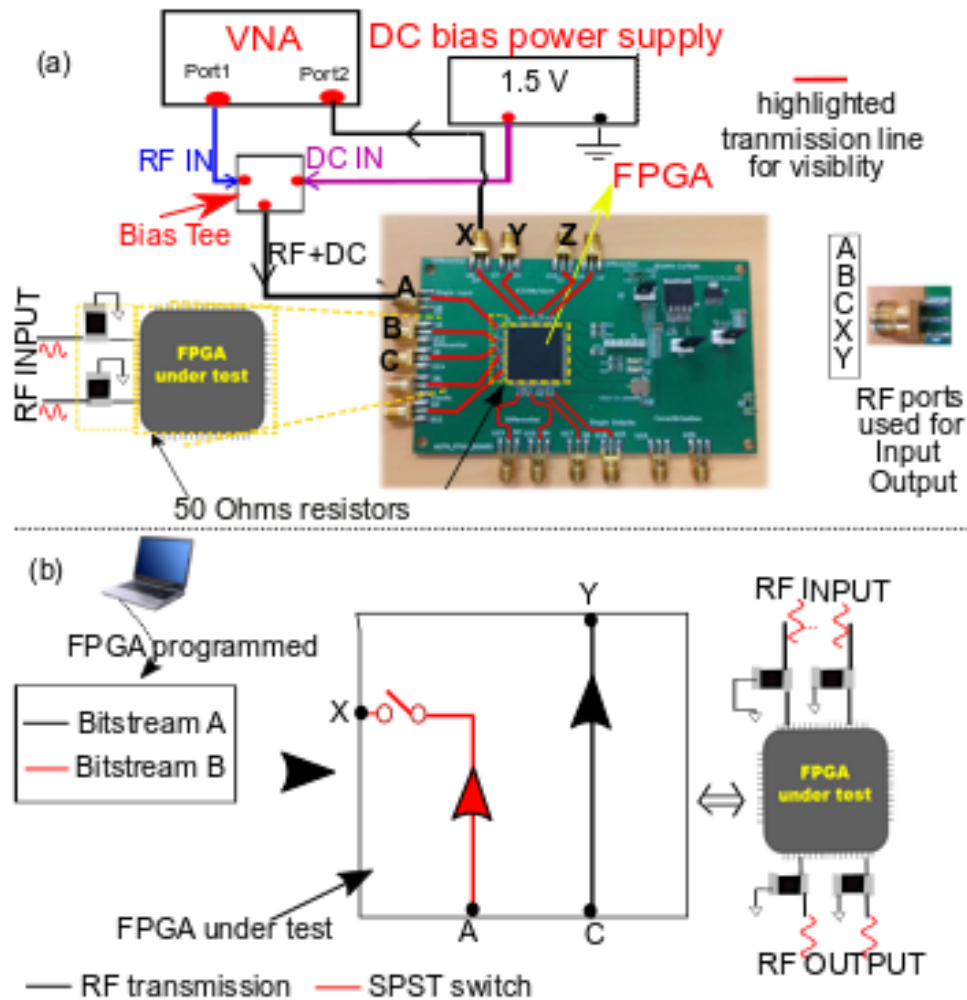 (a)
VNA
Port1
Port2
DC bias power supply
1.5 V
highlighted
tranmission line
for visiblity
RF IN
DC IN
FPGA
Bias Tee
RF+DC
X
Y
Z
A
B
C
RF INPUT
FPGA
under test
A
B
C
X
Y
RF ports
used for
Input
Output
50 Ohms resistors
(b)
FPGA programmed
Bitstream A
Bitstream B
X
Y
A
C
FPGA under test
RF INPUT
FPGA
under test
RF OUTPUT
RF transmission
SPST switch